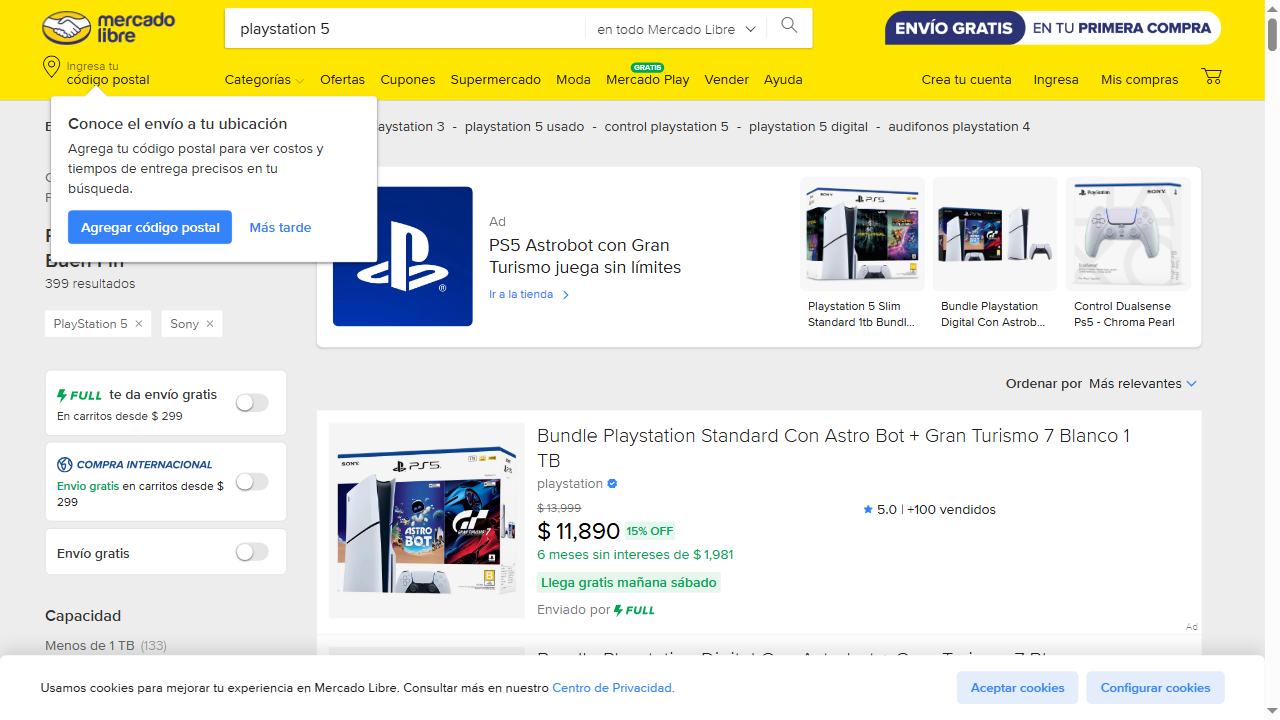 mercado
libre
playstation 5
en todo Mercado Libre
ENVÍO GRATIS EN TU PRIMERA COMPRA
Ingresa tu
código postal
Categorías
Ofertas
Cupones
Supermercado
Moda
GRATIS
Mercado Play
Vender
Ayuda
Crea tu cuenta
Ingresa
Mis compras
Conoce el envío a tu ubicación
Agrega tu código postal para ver costos y
tiempos de entrega precisos en tu
búsqueda.
Agregar código postal
Más tarde
aystation 3 - playstation 5 usado - control playstation 5 - playstation 5 digital - audifonos playstation 4
399 resultados
PlayStation 5 ×
Sony ×
FULL te da envío gratis
En carritos desde $ 299
COMPRA INTERNACIONAL
Envío gratis en carritos desde $
299
Envío gratis
Capacidad
Menos de 1 TB (133)
Ad
PS5 Astrobot con Gran
Turismo juega sin límites
Ir a la tienda
Playstation 5 Slim
Standard 1tb Bundl...
Bundle Playstation
Digital Con Astrob...
Control Dualsense
Ps5 - Chroma Pearl
Ordenar por Más relevantes
SONY
PS5
ASTRO
BOT
GT
GRAN TURISMO 7
Bundle Playstation Standard Con Astro Bot + Gran Turismo 7 Blanco 1
TB
playstation
$ 13,999
$ 11,890 15% OFF
6 meses sin intereses de $ 1,981
Llega gratis mañana sábado
Enviado por FULL
5.0 | +100 vendidos
Ad
Usamos cookies para mejorar tu experiencia en Mercado Libre. Consultar más en nuestro Centro de Privacidad.
Aceptar cookies
Configurar cookies